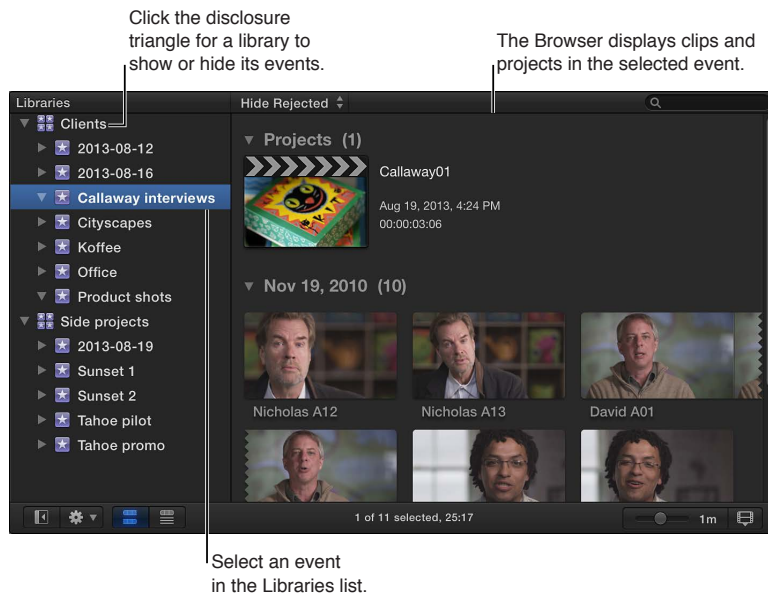 Click the disclosure
triangle for a library to
show or hide its events.
The Browser displays clips and
projects in the selected event.
Libraries
Hide Rejected
Clients
2013-08-12
2013-08-16
Callaway interviews
Cityscapes
Koffee
Office
Product shots
Side projects
2013-08-19
Sunset 1
Sunset 2
Tahoe pilot
Tahoe promo
Projects (1)
Callaway01
Aug 19, 2013, 4:24 PM
00:00:03:06
Nov 19, 2010 (10)
Nicholas A12
Nicholas A13
David A01
1 of 11 selected, 25:17
1m
Select an event
in the Libraries list.